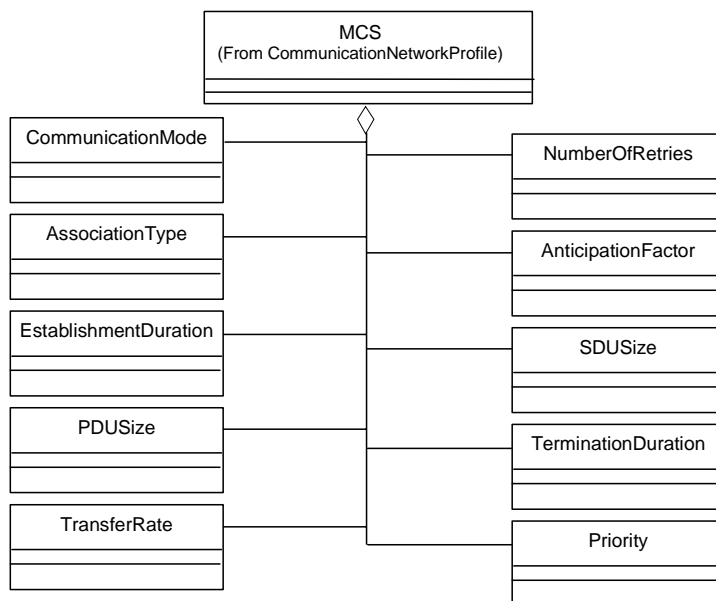 MCS
(From CommunicationNetworkProfile)
CommunicationMode
AssociationType
EstablishmentDuration
PDUSize
TransferRate
NumberOfRetries
AnticipationFactor
SDUSize
TerminationDuration
Priority